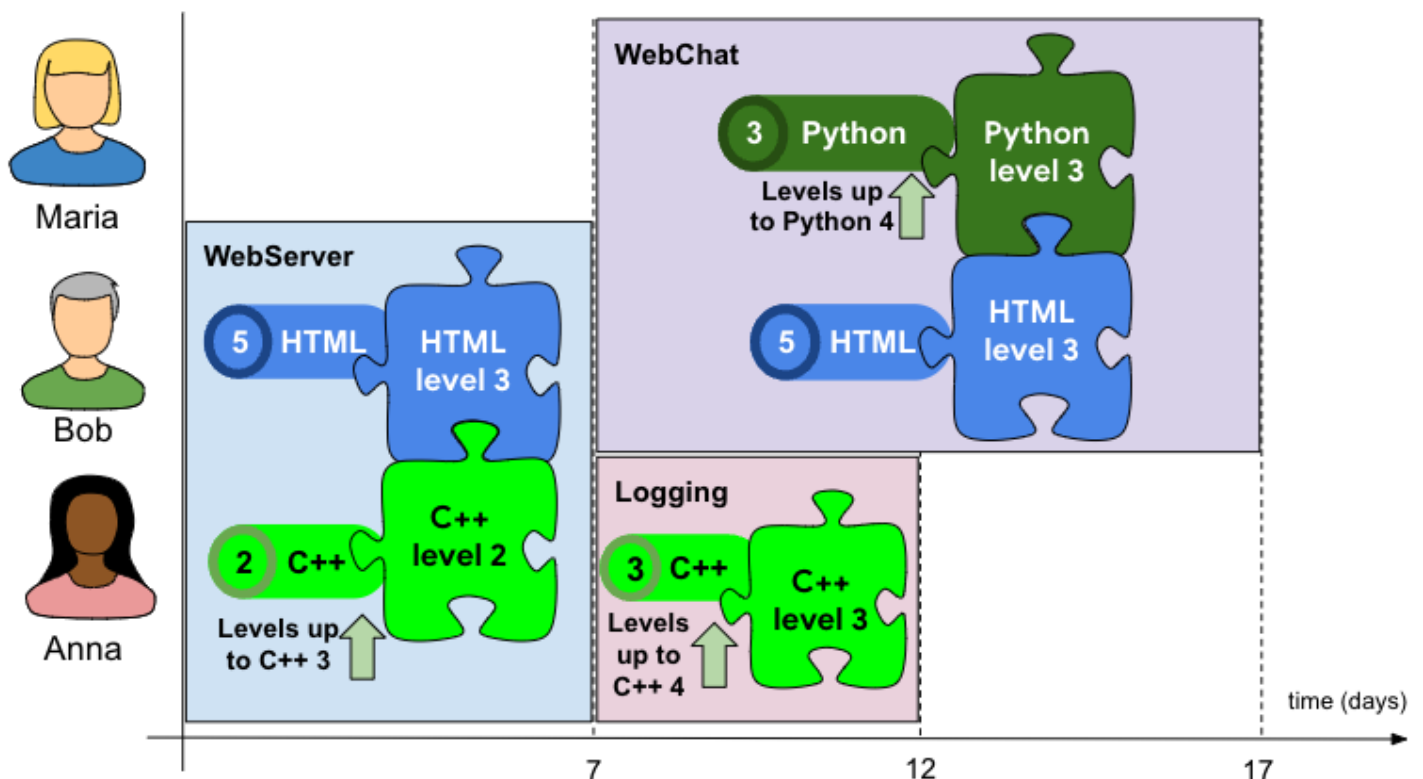 Maria
Bob
Anna
WebServer
5 HTML
HTML
level 3
2 C++
C++
level 2
Levels up
to C++ 3
WebChat
3 Python
Python
level 3
Levels up
to Python 4
5 HTML
HTML
level 3
Logging
3 C++
C++
level 3
Levels
up to
C++ 4
time (days)
7
12
17